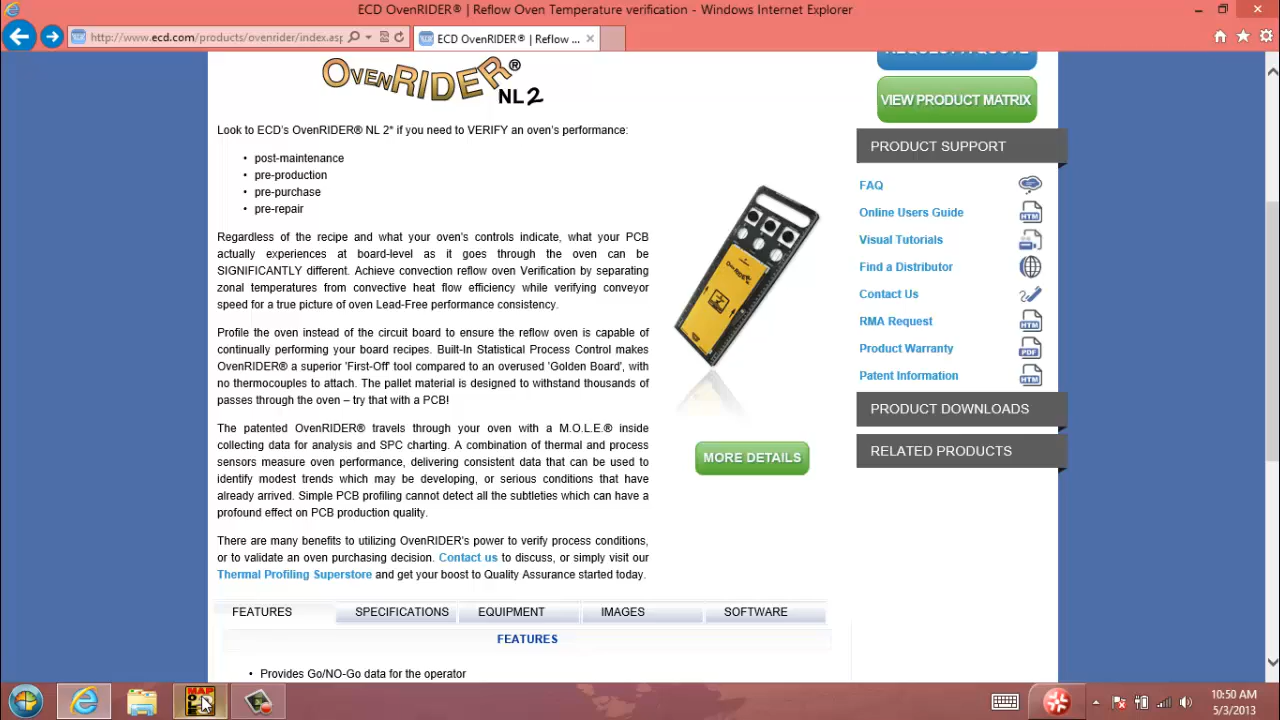 ECD OvenRIDER® | Reflow Oven Temperature verification - Windows Internet Explorer
http://www.ecd.com/products/ovenrider/index.asp
ECD OvenRIDER® | Reflow ...
REQUEST A QUOTE
VIEW PRODUCT MATRIX
OVENRIDER®
NL 2
Look to ECD's OvenRIDER® NL 2* if you need to VERIFY an oven's performance:
• post-maintenance
• pre-production
• pre-purchase
• pre-repair
Regardless of the recipe and what your oven's controls indicate, what your PCB
actually experiences at board-level as it goes through the oven can be
SIGNIFICANTLY different. Achieve convection reflow oven Verification by separating
zonal temperatures from convective heat flow efficiency while verifying conveyor
speed for a true picture of oven Lead-Free performance consistency.
Profile the oven instead of the circuit board to ensure the reflow oven is capable of
continually performing your board recipes. Built-In Statistical Process Control makes
OvenRIDER® a superior 'First-Off' tool compared to an overused 'Golden Board', with
no thermocouples to attach. The pallet material is designed to withstand thousands of
passes through the oven – try that with a PCB!
The patented OvenRIDER® travels through your oven with a M.O.L.E.® inside
collecting data for analysis and SPC charting. A combination of thermal and process
sensors measure oven performance, delivering consistent data that can be used to
identify modest trends which may be developing, or serious conditions that have
already arrived. Simple PCB profiling cannot detect all the subtleties which can have a
profound effect on PCB production quality.
There are many benefits to utilizing OvenRIDER's power to verify process conditions,
or to validate an oven purchasing decision. Contact us to discuss, or simply visit our
Thermal Profiling Superstore and get your boost to Quality Assurance started today.
MORE DETAILS
PRODUCT SUPPORT
FAQ
Online Users Guide
HTM
Visual Tutorials
Find a Distributor
Contact Us
RMA Request
HTM
Product Warranty
PDF
Patent Information
HTM
PRODUCT DOWNLOADS
RELATED PRODUCTS
FEATURES SPECIFICATIONS EQUIPMENT IMAGES SOFTWARE
FEATURES
• Provides Go/NO-Go data for the operator
MAP
10:50 AM
5/3/2013